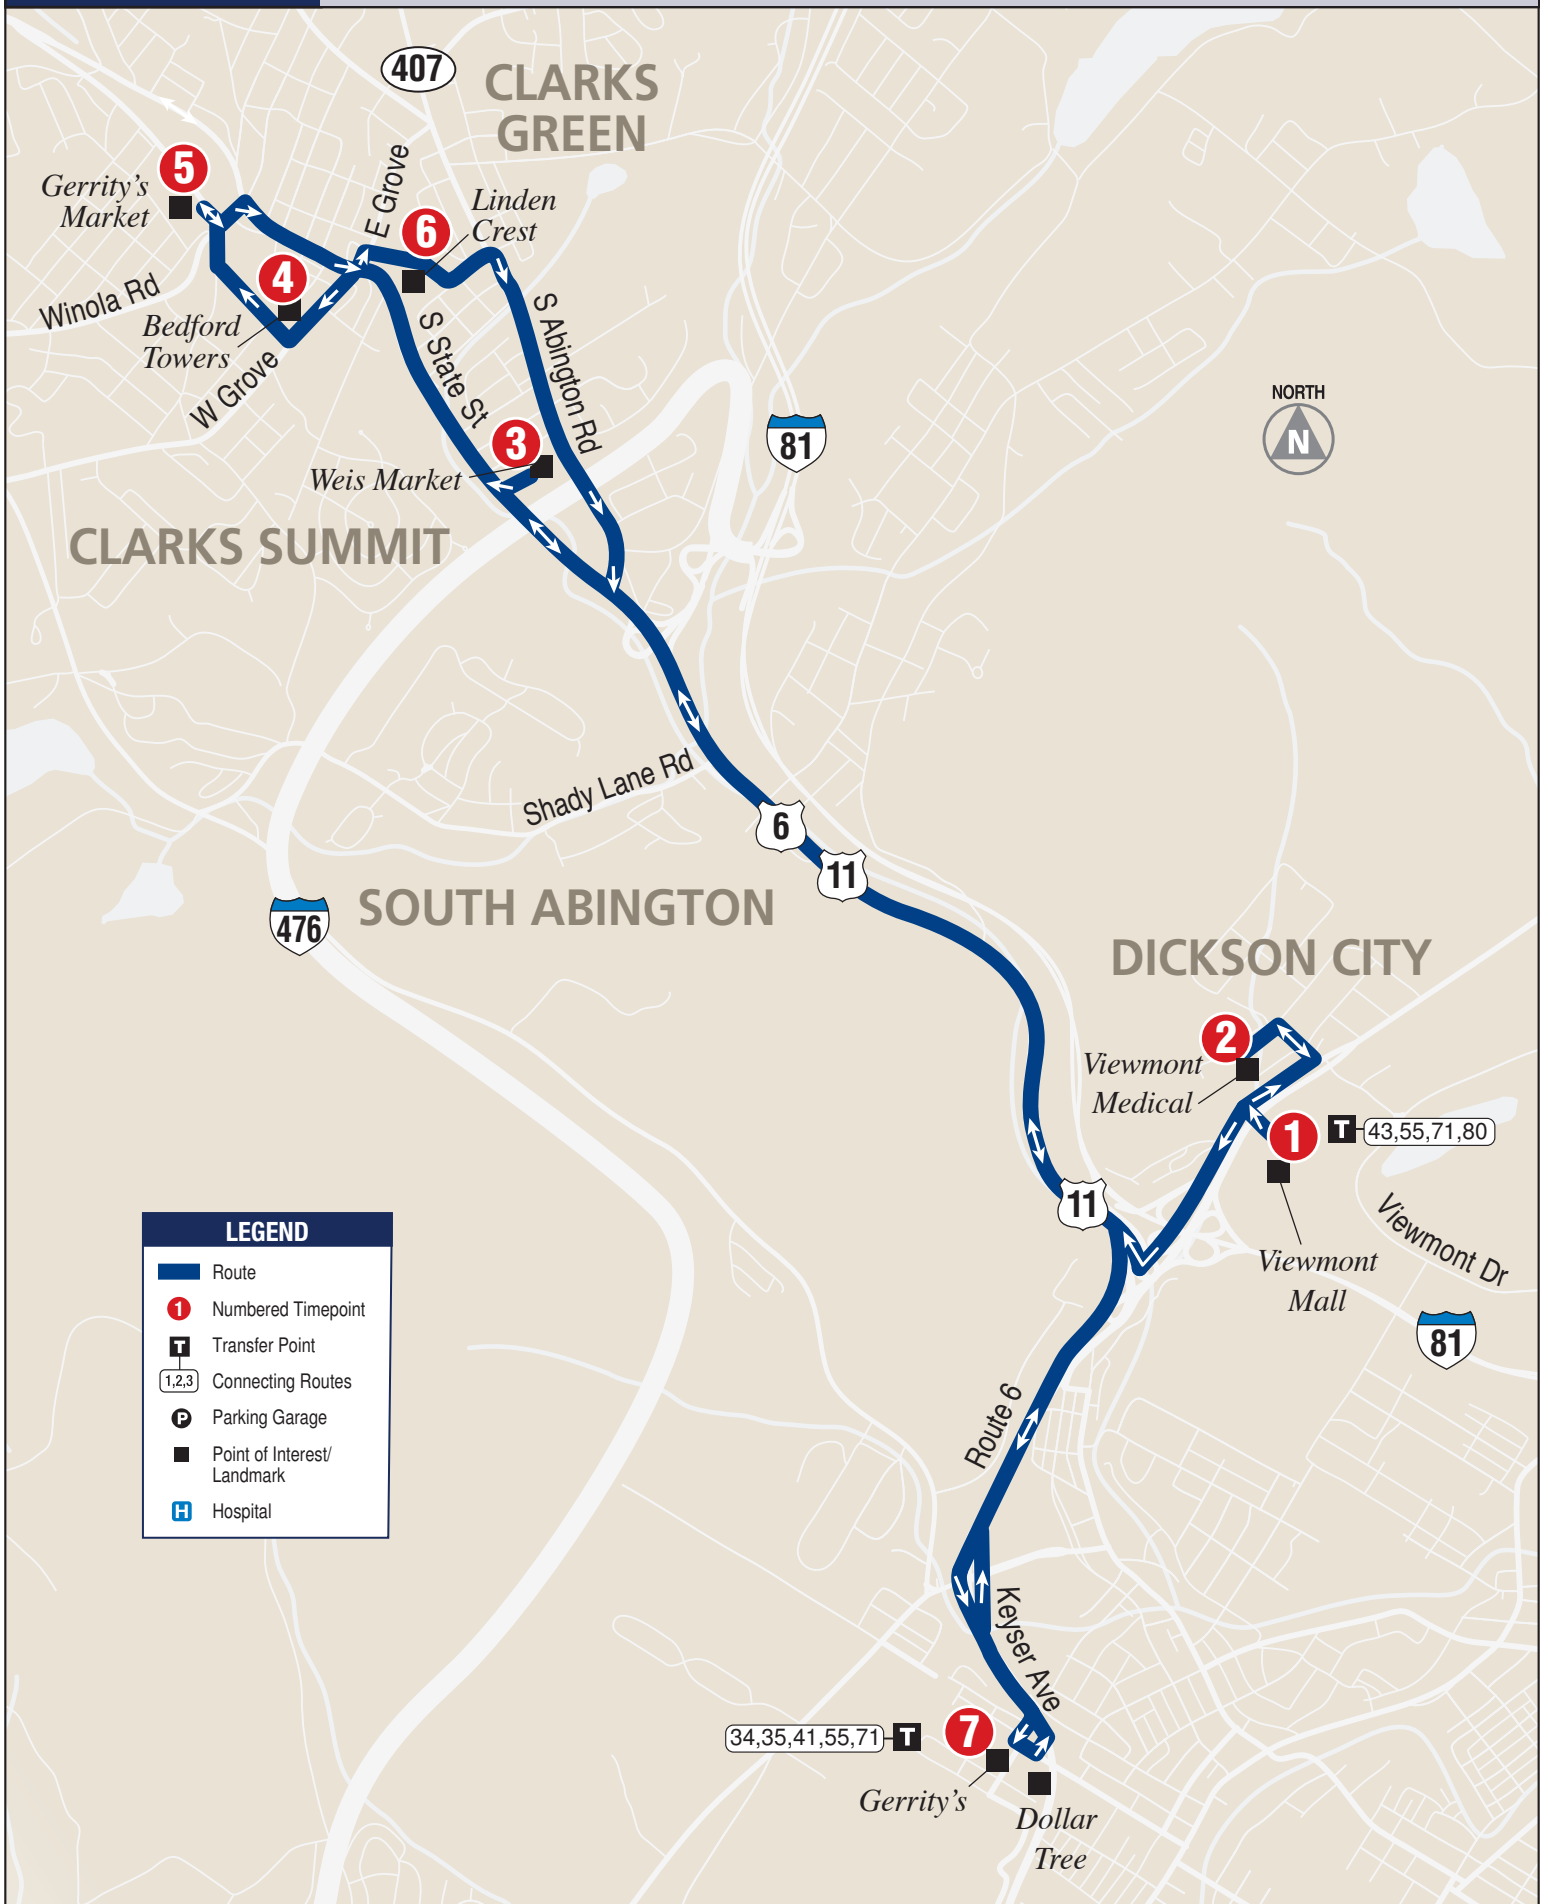 407
CLARKS
GREEN
5
Gerrity's
Market
E Grove
6
Linden
Crest
4
Winola Rd
Bedford
Towers
W Grove
S State St
S Abington Rd
3
Weis Market
81
NORTH
N
CLARKS SUMMIT
Shady Lane Rd
6
11
SOUTH ABINGTON
476
DICKSON CITY
2
Viewmont
Medical
1
T
43,55,71,80
11
Viewmont Dr
Viewmont
Mall
81
LEGEND
Route
1
Numbered Timepoint
T
Transfer Point
1,2,3
Connecting Routes
P
Parking Garage
Point of Interest/
Landmark
H
Hospital
Route 6
Keyser Ave
34,35,41,55,71
T
7
Gerrity's
Dollar
Tree